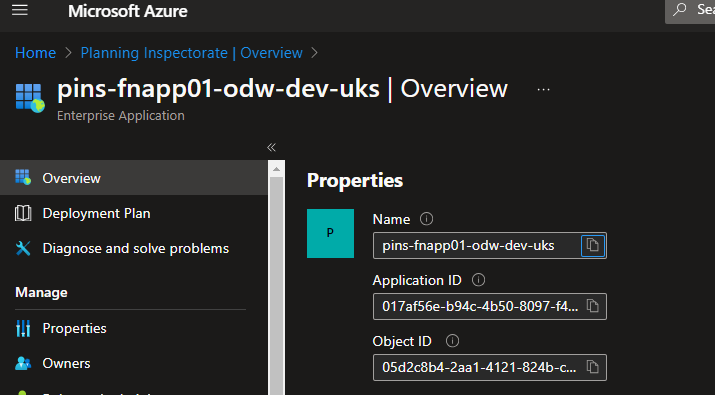 Microsoft Azure
Home > Planning Inspectorate | Overview >
pins-fnapp01-odw-dev-uks | Overview ...
Enterprise Application
Overview
Deployment Plan
Diagnose and solve problems
Manage
Properties
Owners
Properties
Name
P
pins-fnapp01-odw-dev-uks
Application ID
017af56e-b94c-4b50-8097-f4...
Object ID
05d2c8b4-2aa1-4121-824b-c...